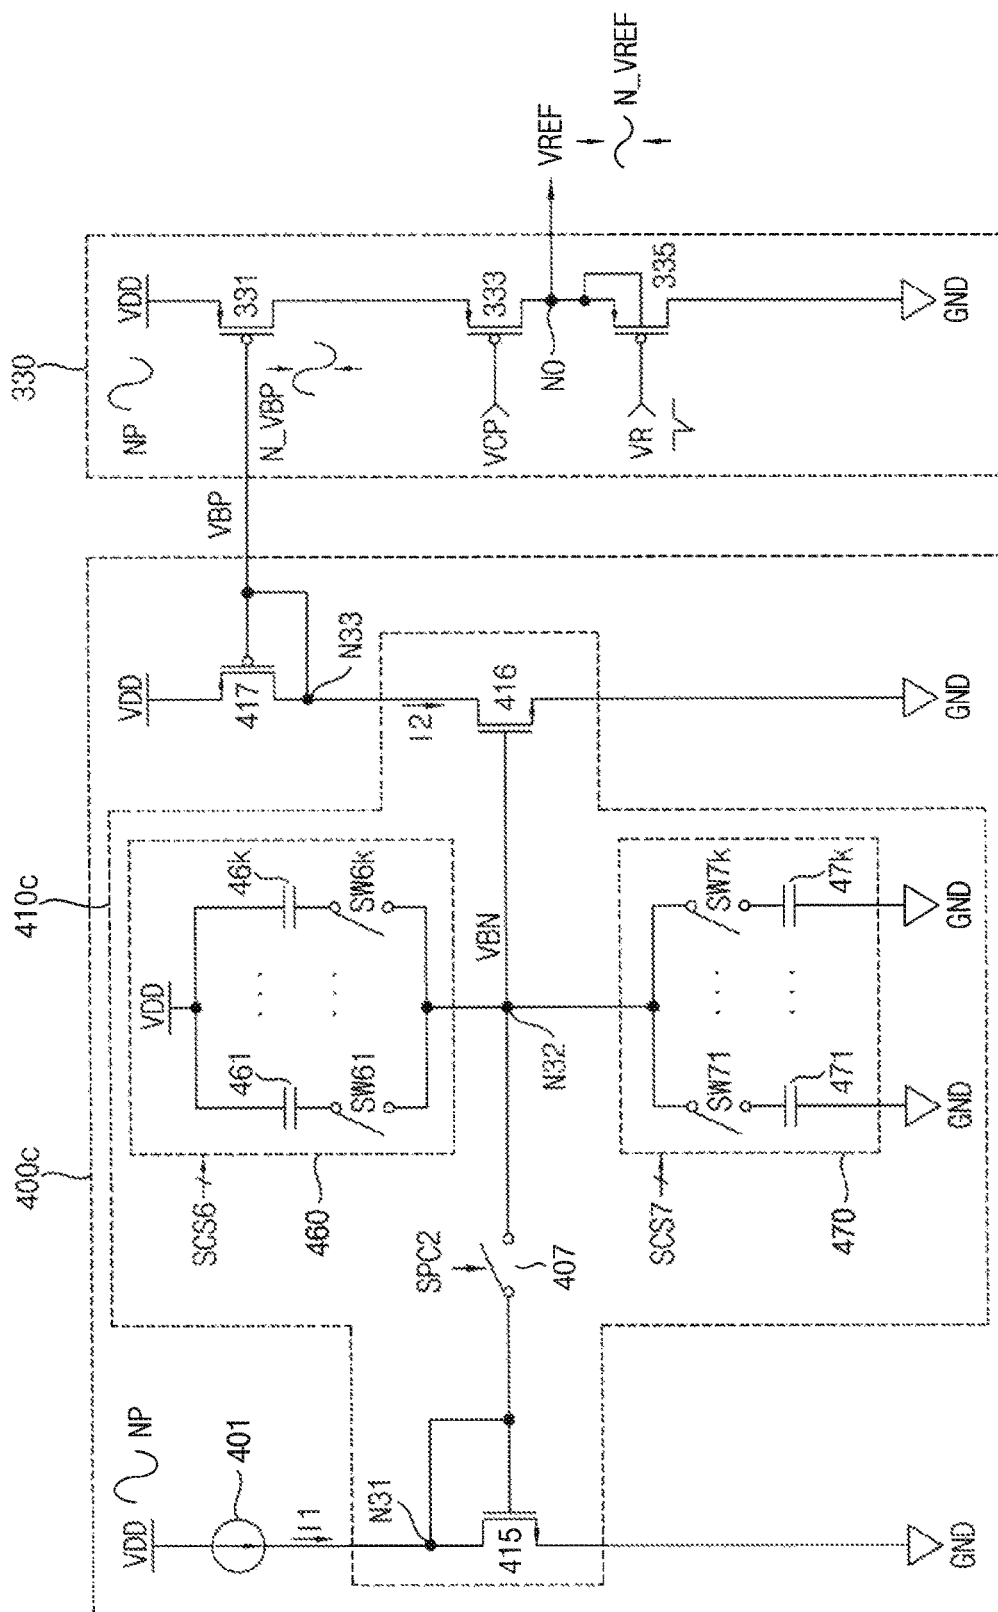 400c
410c
330
VDD
NP
401
I1
N31
415
GND
SPC2
407
SCS6
460
VDD
461
46k
SW61
SW6k
... 
...
N32
VBN
SCS7
470
SW71
SW7k
...
...
471
47k
GND
GND
VDD
417
N33
I2
416
GND
VBP
NP
VDD
331
N_VBP
VCP
333
NO
VREF
N_VREF
VR
335
GND